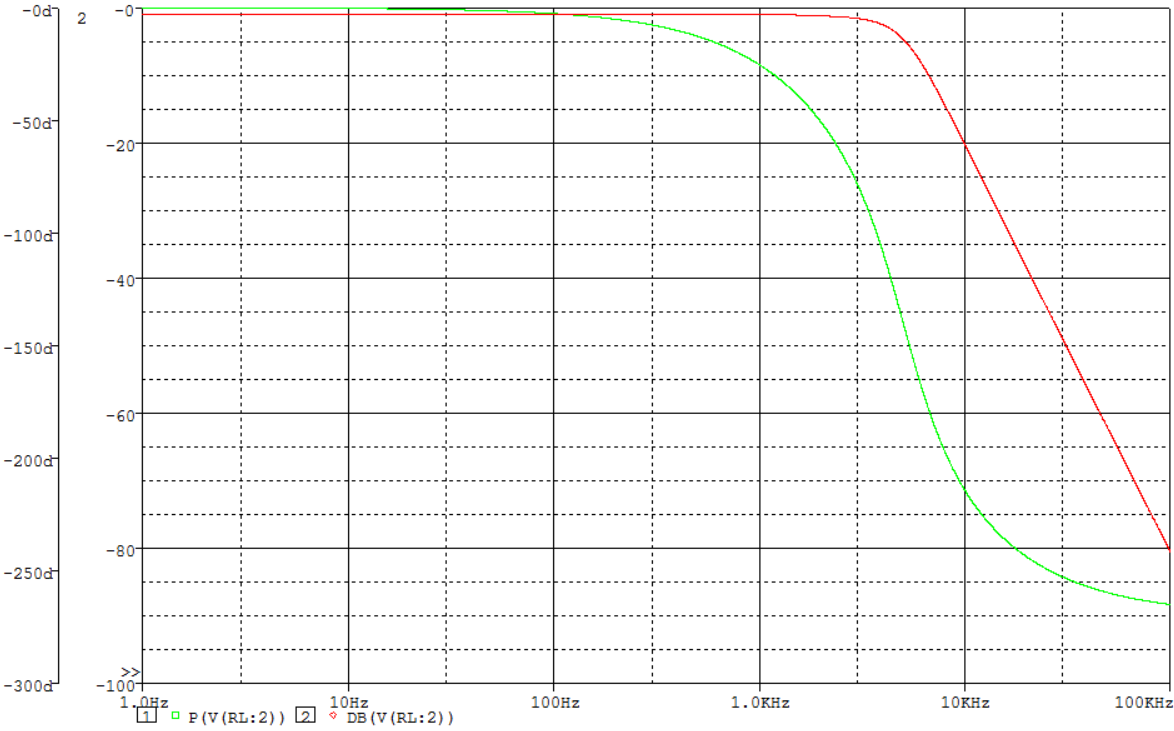 -0d 2 -0
-50d
-20
-100d
-40
-150d
-60
-200d
-80
-250d
>>
-300d -100
1.0Hz 10Hz 100Hz 1.0KHz 10KHz 100KHz
1 P(V(RL:2)) 2 DB(V(RL:2))